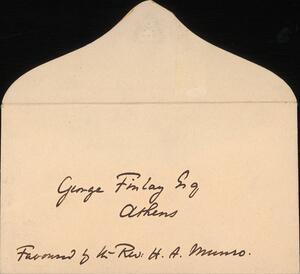 George Finlay Esq
Athens
Favoured by the Rev. H. A. Munro.